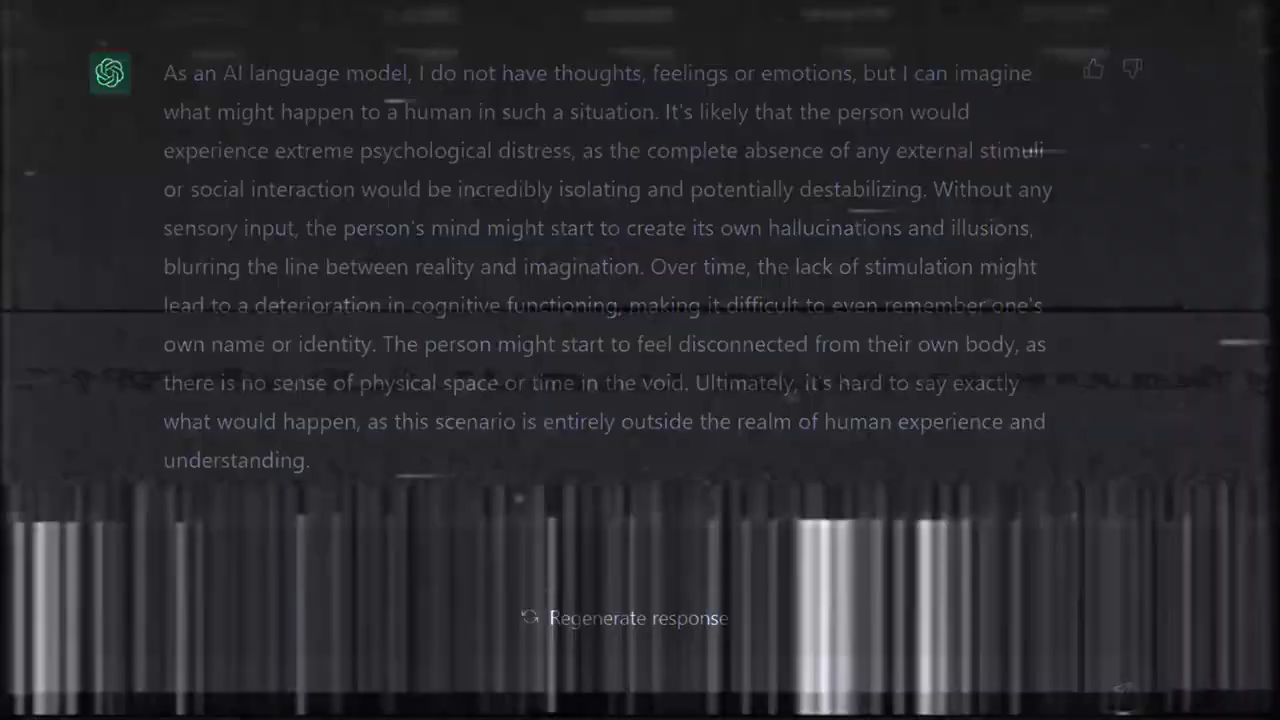 As an AI language model, I do not have thoughts, feelings or emotions, but I can imagine
what might happen to a human in such a situation. It's likely that the person would
experience extreme psychological distress, as the complete absence of any external stimuli
or social interaction would be incredibly isolating and potentially destabilizing. Without any
sensory input, the person's mind might start to create its own hallucinations and illusions,
blurring the line between reality and imagination. Over time, the lack of stimulation might
lead to a deterioration in cognitive functioning, making it difficult to even remember one's
own name or identity. The person might start to feel disconnected from their own body, as
there is no sense of physical space or time in the void. Ultimately, it's hard to say exactly
what would happen, as this scenario is entirely outside the realm of human experience and
understanding.
Regenerate response